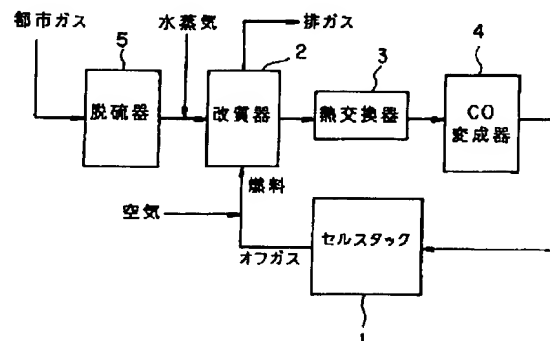 都市ガス
水蒸気
排ガス
5
2
3
4
脱硫器
改質器
熱交換器
CO
変成器
燃料
空気
オフガス
セルスタック
1